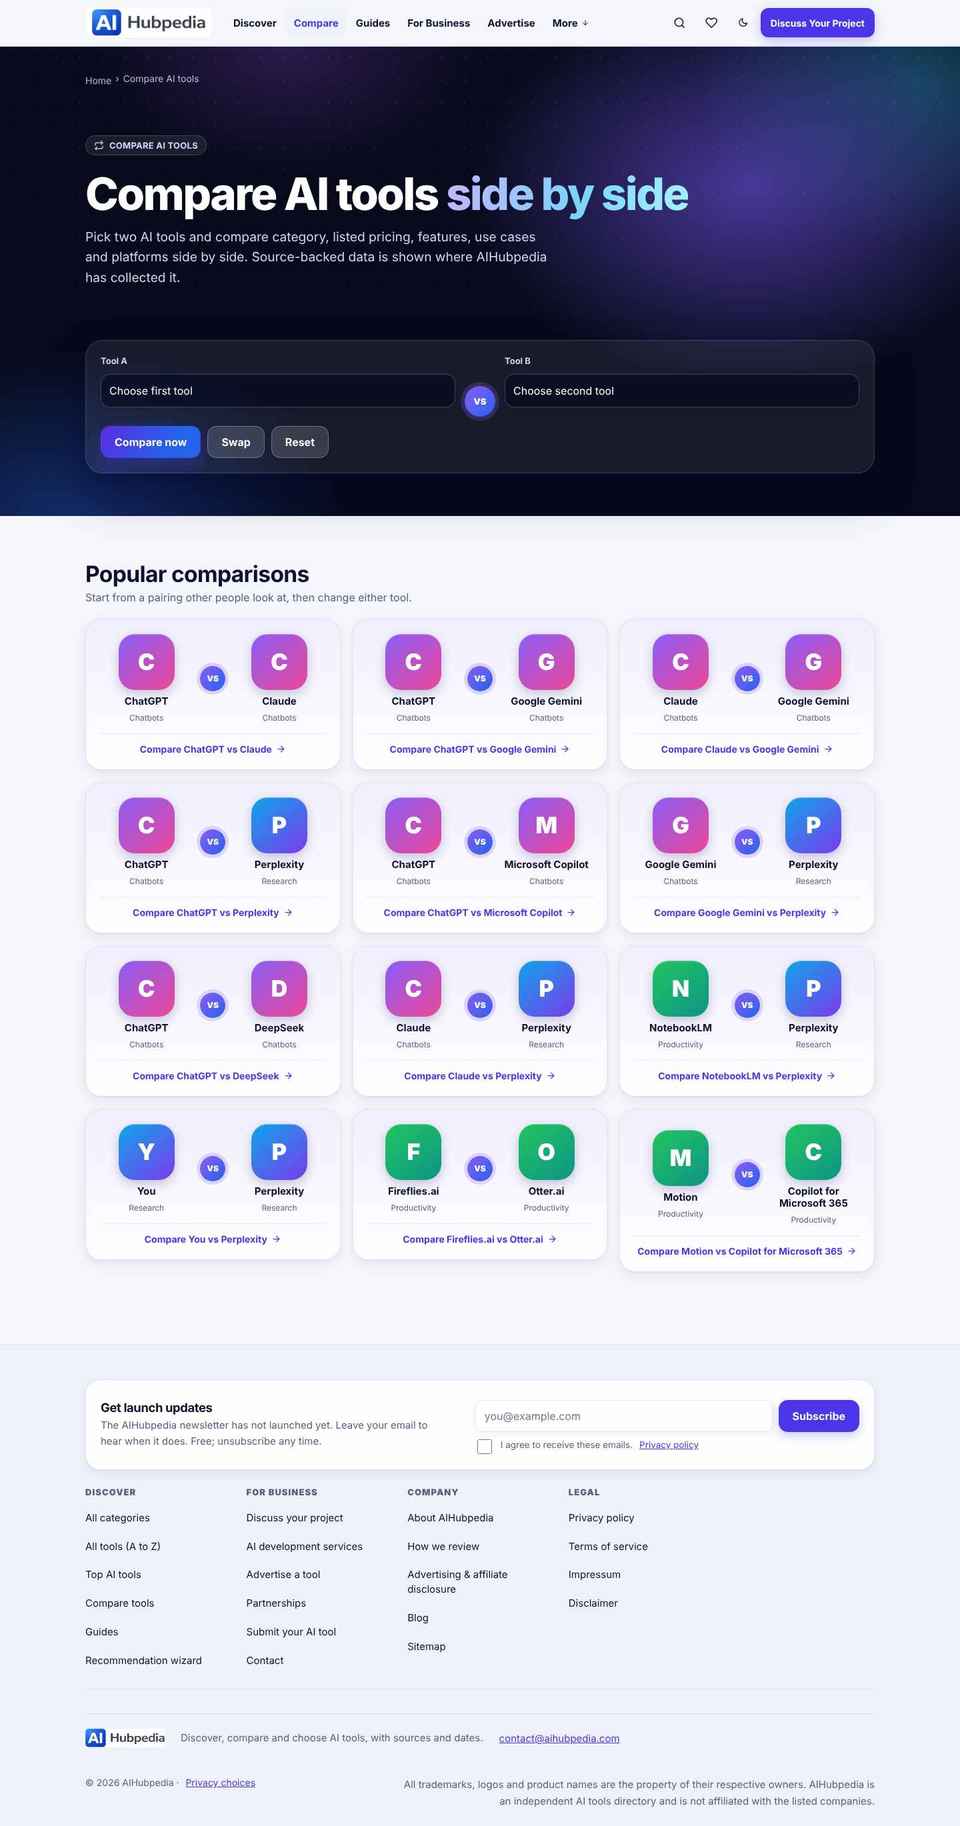 AI Hubpedia
Discover
Compare
Guides
For Business
Advertise
More
Discuss Your Project
Home › Compare AI tools
COMPARE AI TOOLS
Compare AI tools side by side
Pick two AI tools and compare category, listed pricing, features, use cases
and platforms side by side. Source-backed data is shown where AIHubpedia
has collected it.
Tool A
Choose first tool
vs
Tool B
Choose second tool
Compare now
Swap
Reset
Popular comparisons
Start from a pairing other people look at, then change either tool.
C
ChatGPT
Chatbots
vs
C
Claude
Chatbots
Compare ChatGPT vs Claude →
C
ChatGPT
Chatbots
vs
G
Google Gemini
Chatbots
Compare ChatGPT vs Google Gemini →
C
Claude
Chatbots
vs
G
Google Gemini
Chatbots
Compare Claude vs Google Gemini →
C
ChatGPT
Chatbots
vs
P
Perplexity
Research
Compare ChatGPT vs Perplexity →
C
ChatGPT
Chatbots
vs
M
Microsoft Copilot
Chatbots
Compare ChatGPT vs Microsoft Copilot →
G
Google Gemini
Chatbots
vs
P
Perplexity
Research
Compare Google Gemini vs Perplexity →
C
ChatGPT
Chatbots
vs
D
DeepSeek
Chatbots
Compare ChatGPT vs DeepSeek →
C
Claude
Chatbots
vs
P
Perplexity
Research
Compare Claude vs Perplexity →
N
NotebookLM
Productivity
vs
P
Perplexity
Research
Compare NotebookLM vs Perplexity →
Y
You
Research
vs
P
Perplexity
Research
Compare You vs Perplexity →
F
Fireflies.ai
Productivity
vs
O
Otter.ai
Productivity
Compare Fireflies.ai vs Otter.ai →
M
Motion
Productivity
vs
C
Copilot for
Microsoft 365
Productivity
Compare Motion vs Copilot for Microsoft 365 →
Get launch updates
The AIHubpedia newsletter has not launched yet. Leave your email to
hear when it does. Free; unsubscribe any time.
you@example.com
Subscribe
I agree to receive these emails. Privacy policy
DISCOVER
All categories
All tools (A to Z)
Top AI tools
Compare tools
Guides
Recommendation wizard
FOR BUSINESS
Discuss your project
AI development services
Advertise a tool
Partnerships
Submit your AI tool
Contact
COMPANY
About AIHubpedia
How we review
Advertising & affiliate
disclosure
Blog
Sitemap
LEGAL
Privacy policy
Terms of service
Impressum
Disclaimer
AI Hubpedia
Discover, compare and choose AI tools, with sources and dates.
contact@aihubpedia.com
© 2026 AIHubpedia · Privacy choices
All trademarks, logos and product names are the property of their respective owners. AIHubpedia is
an independent AI tools directory and is not affiliated with the listed companies.